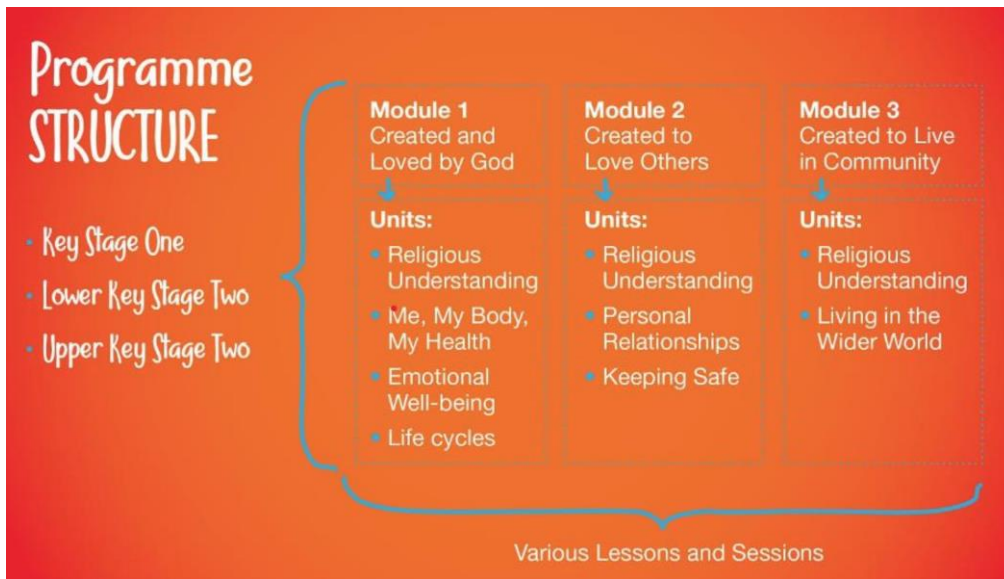 Programme
STRUCTURE
Key Stage One
Lower Key Stage Two
Upper Key Stage Two
Module 1
Created and
Loved by God
Units:
Religious
Understanding
Me, My Body,
My Health
Emotional
Well-being
Life cycles
Module 2
Created to
Love Others
Units:
Religious
Understanding
Personal
Relationships
Keeping Safe
Module 3
Created to Live
in Community
Units:
Religious
Understanding
Living in the
Wider World
Various Lessons and Sessions